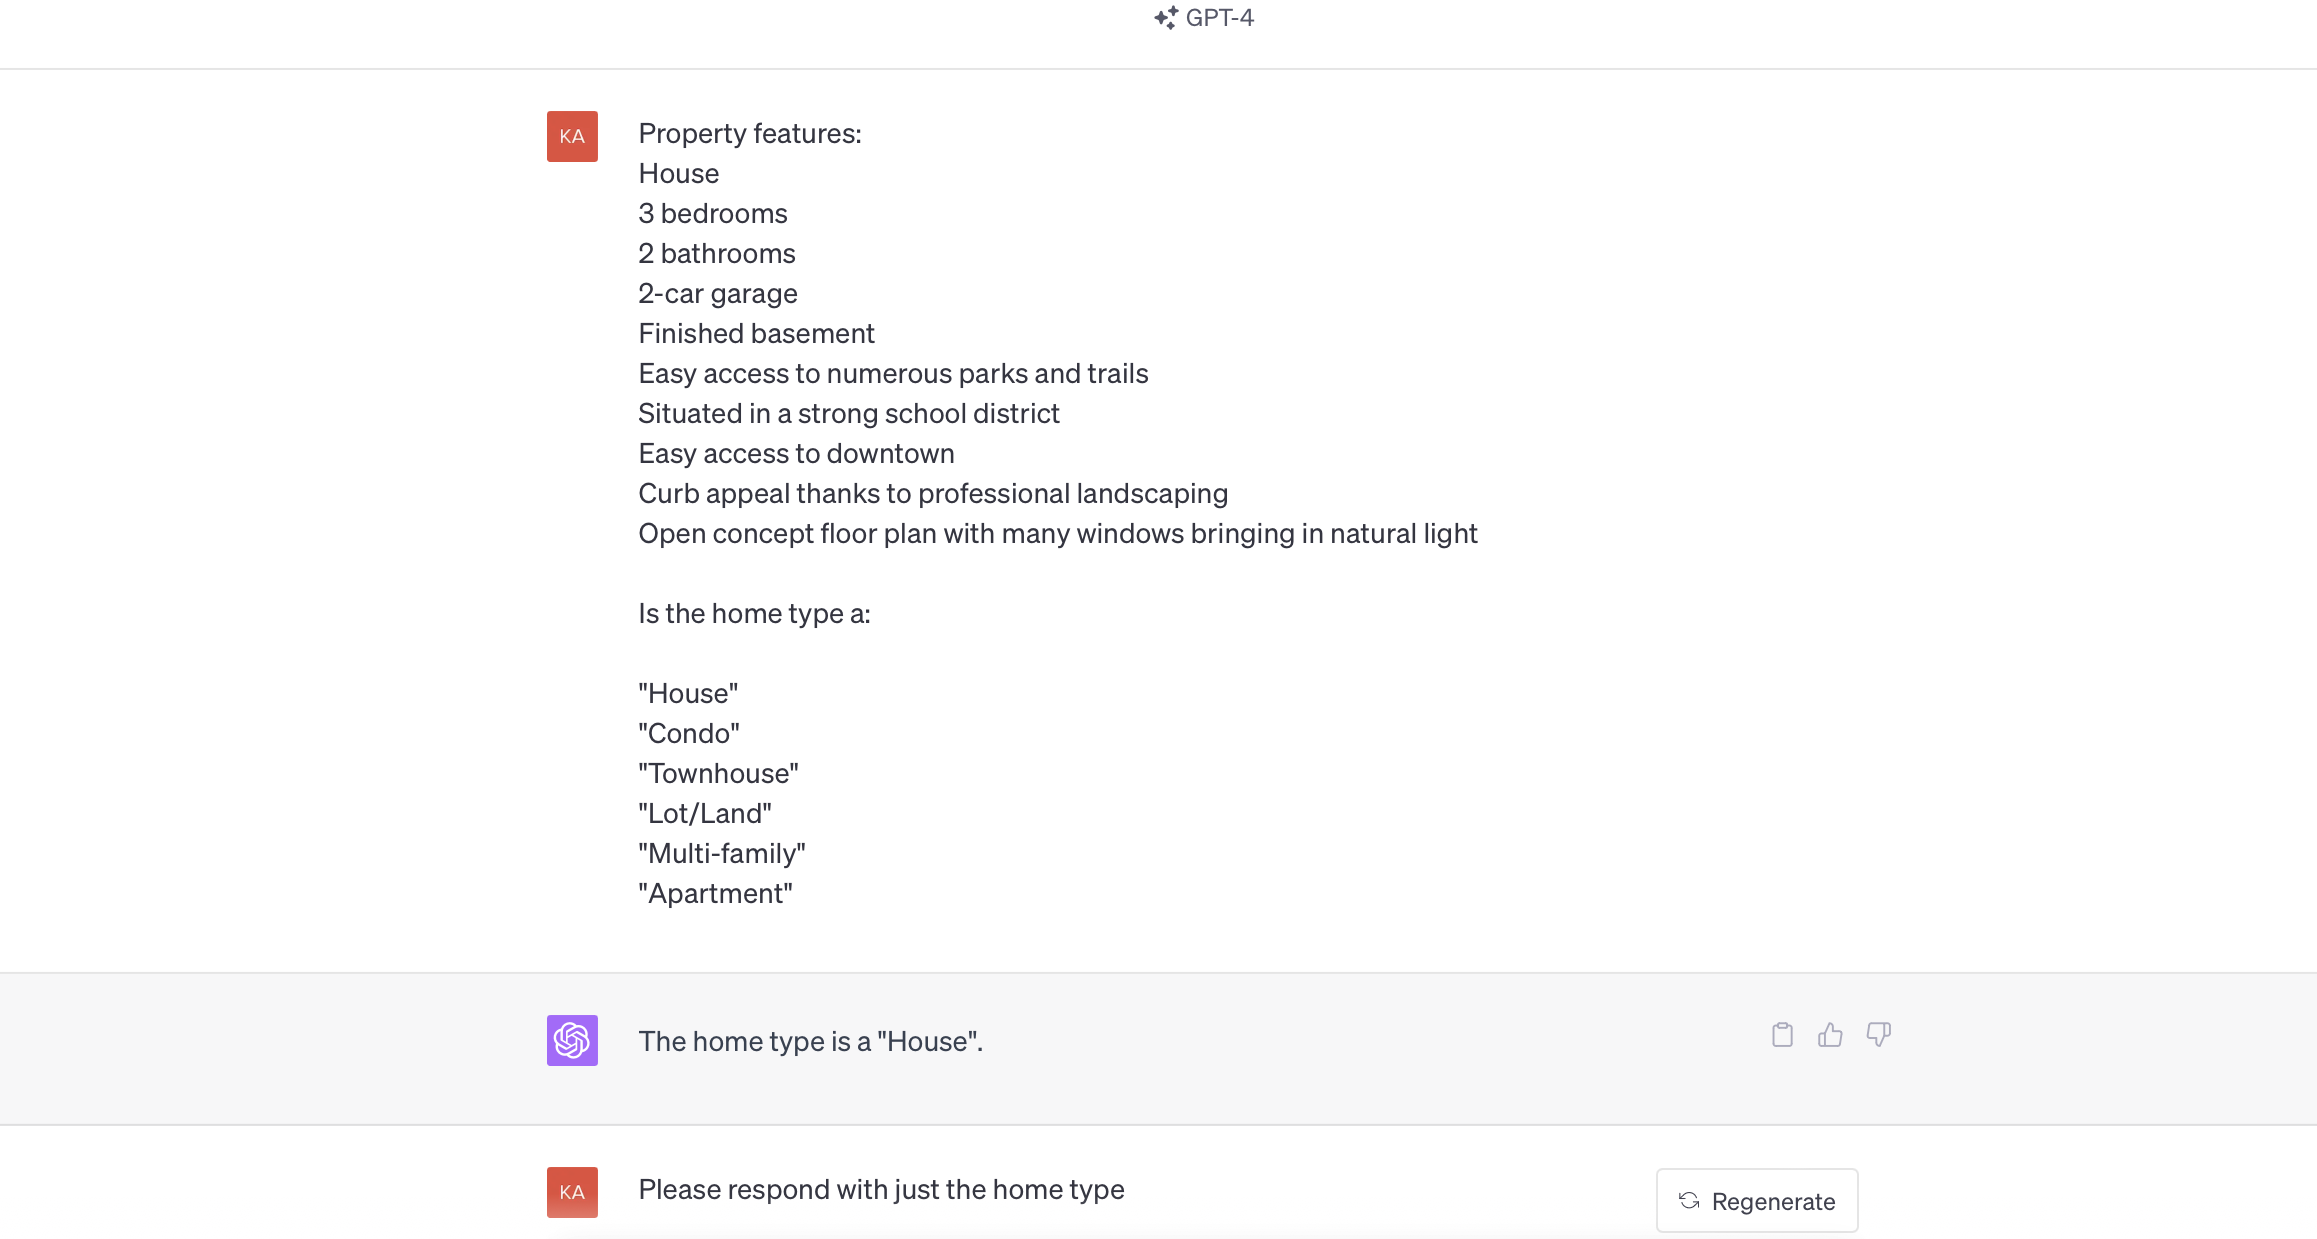 GPT-4
KA
Property features:
House
3 bedrooms
2 bathrooms
2-car garage
Finished basement
Easy access to numerous parks and trails
Situated in a strong school district
Easy access to downtown
Curb appeal thanks to professional landscaping
Open concept floor plan with many windows bringing in natural light
Is the home type a:
"House"
"Condo"
"Townhouse"
"Lot/Land"
"Multi-family"
"Apartment"
The home type is a "House".
KA
Please respond with just the home type
Regenerate